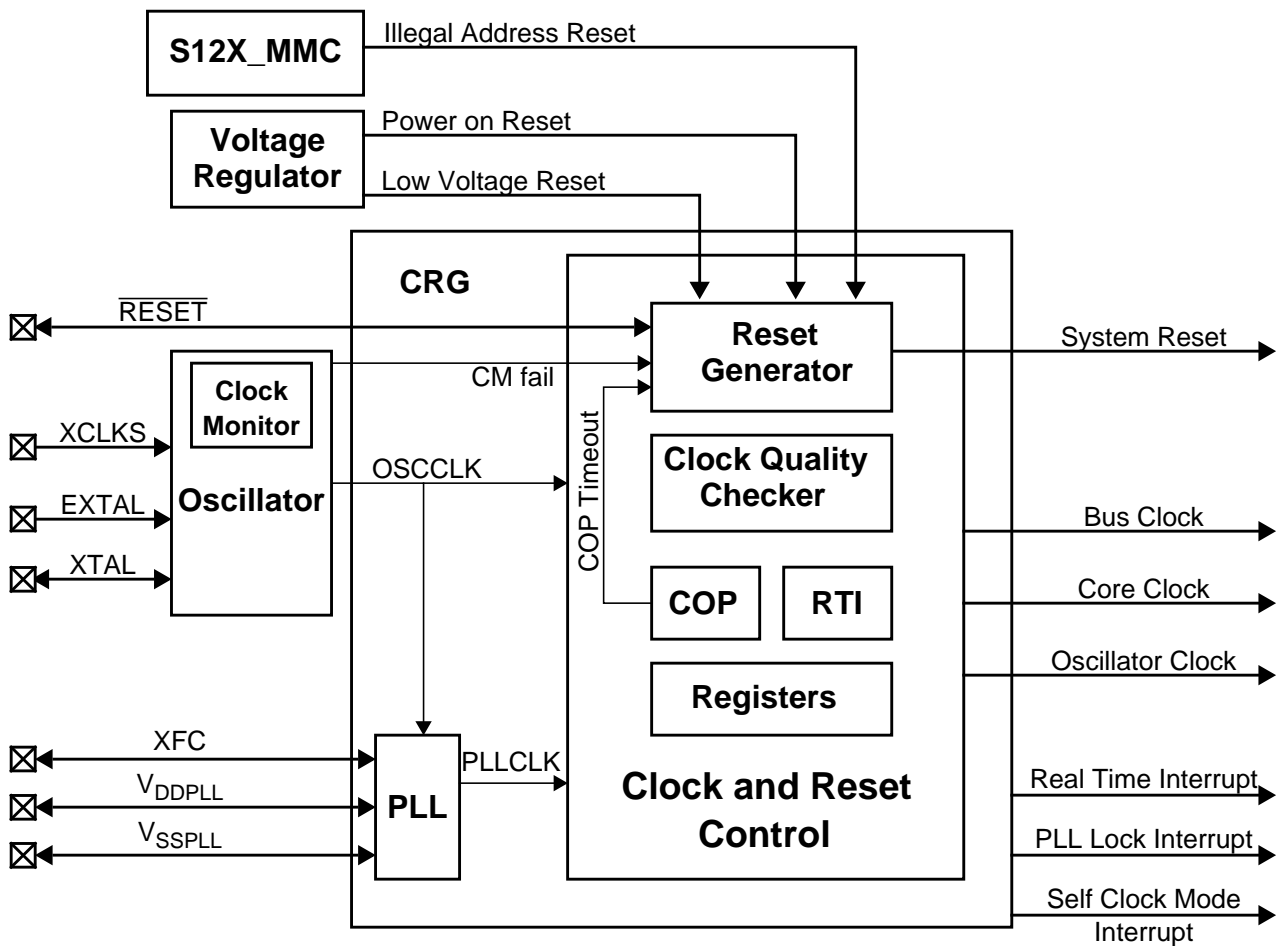 S12X_MMC
Illegal Address Reset
Voltage
Regulator
Power on Reset
Low Voltage Reset
CRG
RESET
Reset
Generator
System Reset
Clock
Monitor
CM fail
XCLKS
OSCCLK
COP Timeout
Clock Quality
Checker
EXTAL
Oscillator
Bus Clock
XTAL
COP
RTI
Core Clock
Oscillator Clock
Registers
XFC
PLLCLK
VDDPLL
PLL
VSSPLL
Clock and Reset
Control
Real Time Interrupt
PLL Lock Interrupt
Self Clock Mode
Interrupt